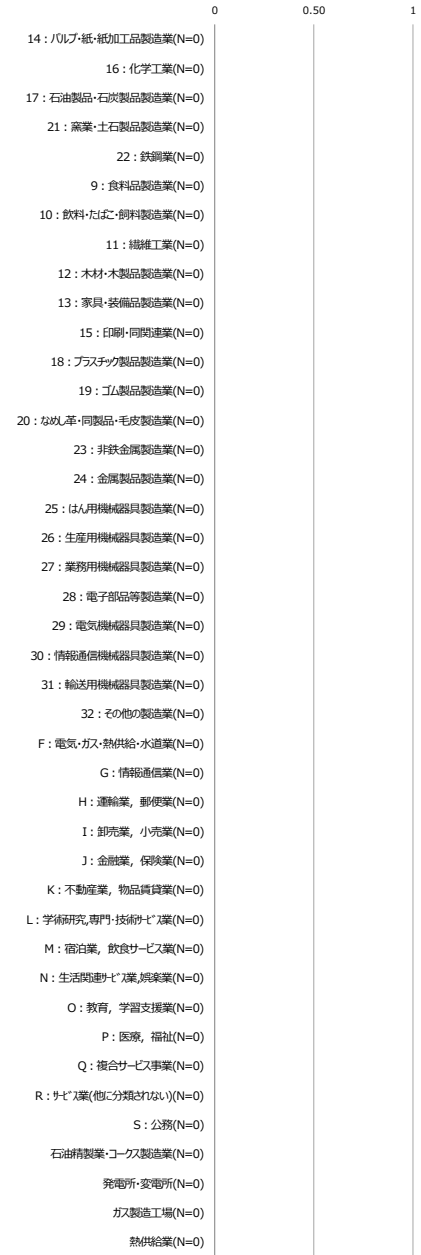 0 0.50 1
14：パルプ・紙・紙加工品製造業(N=0)
16：化学工業(N=0)
17：石油製品・石炭製品製造業(N=0)
21：窯業・土石製品製造業(N=0)
22：鉄鋼業(N=0)
9：食料品製造業(N=0)
10：飲料・たばこ・飼料製造業(N=0)
11：繊維工業(N=0)
12：木材・木製品製造業(N=0)
13：家具・装備品製造業(N=0)
15：印刷・同関連業(N=0)
18：プラスチック製品製造業(N=0)
19：ゴム製品製造業(N=0)
20：なめし革・同製品・毛皮製造業(N=0)
23：非鉄金属製造業(N=0)
24：金属製品製造業(N=0)
25：はん用機械器具製造業(N=0)
26：生産用機械器具製造業(N=0)
27：業務用機械器具製造業(N=0)
28：電子部品等製造業(N=0)
29：電気機械器具製造業(N=0)
30：情報通信機械器具製造業(N=0)
31：輸送用機械器具製造業(N=0)
32：その他の製造業(N=0)
F：電気・ガス・熱供給・水道業(N=0)
G：情報通信業(N=0)
H：運輸業，郵便業(N=0)
I：卸売業，小売業(N=0)
J：金融業，保険業(N=0)
K：不動産業，物品賃貸業(N=0)
L：学術研究,専門・技術ｻｰﾋﾞｽ業(N=0)
M：宿泊業，飲食サービス業(N=0)
N：生活関連ｻｰﾋﾞｽ業,娯楽業(N=0)
O：教育，学習支援業(N=0)
P：医療，福祉(N=0)
Q：複合サービス事業(N=0)
R：ｻｰﾋﾞｽ業(他に分類されない)(N=0)
S：公務(N=0)
石油精製業・コークス製造業(N=0)
発電所・変電所(N=0)
ガス製造工場(N=0)
熱供給業(N=0)